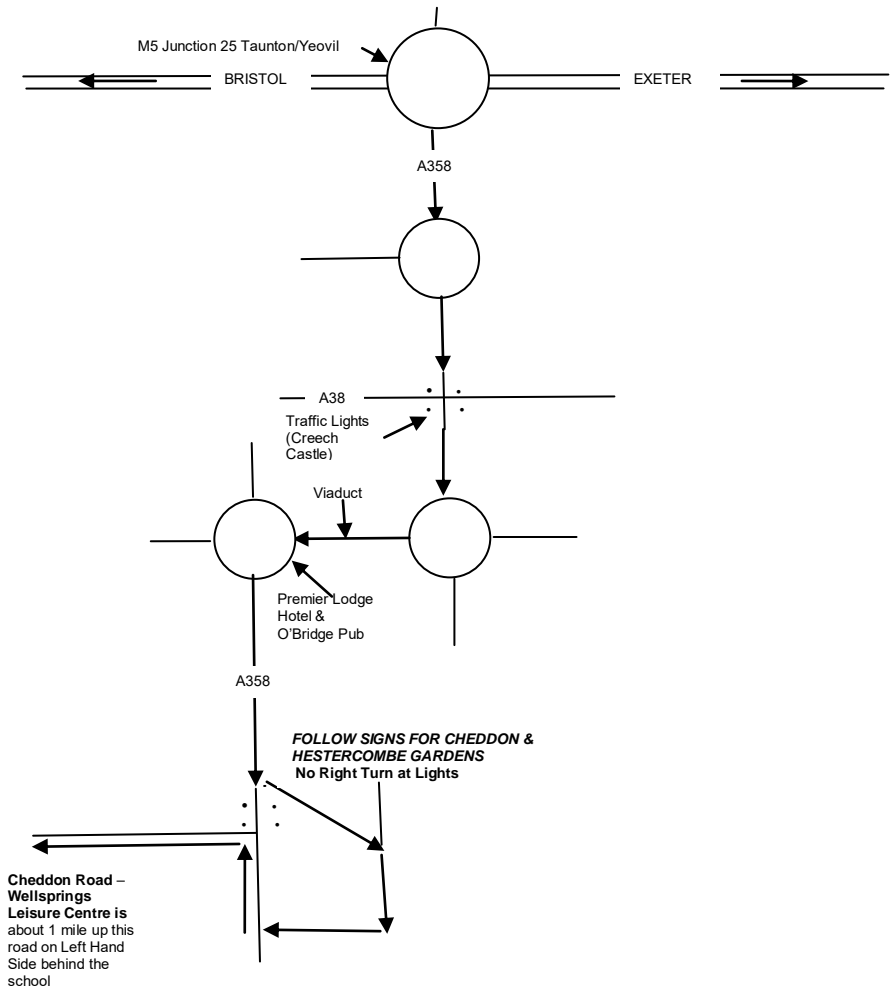 M5 Junction 25 Taunton/Yeovil
BRISTOL
EXETER
A358
A38
Traffic Lights
(Creech
Castle)
Viaduct
Premier Lodge
Hotel &
O'Bridge Pub
A358
FOLLOW SIGNS FOR CHEDDON &
HESTERCOMBE GARDENS
No Right Turn at Lights
Cheddon Road –
Wellsprings
Leisure Centre is
about 1 mile up this
road on Left Hand
Side behind the
school